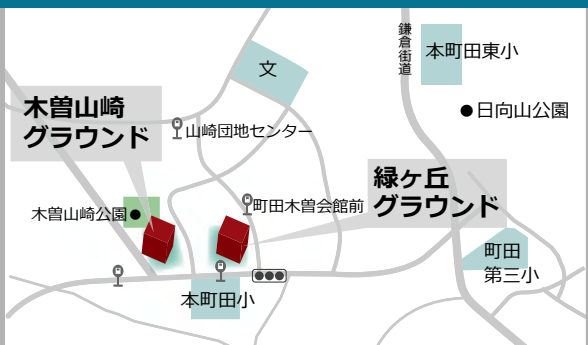 鎌倉街道
本町田東小
文
日向山公園
木曽山崎
グラウンド
山崎団地センター
緑ヶ丘
グラウンド
町田木曽会館前
木曽山崎公園
町田
第三小
本町田小